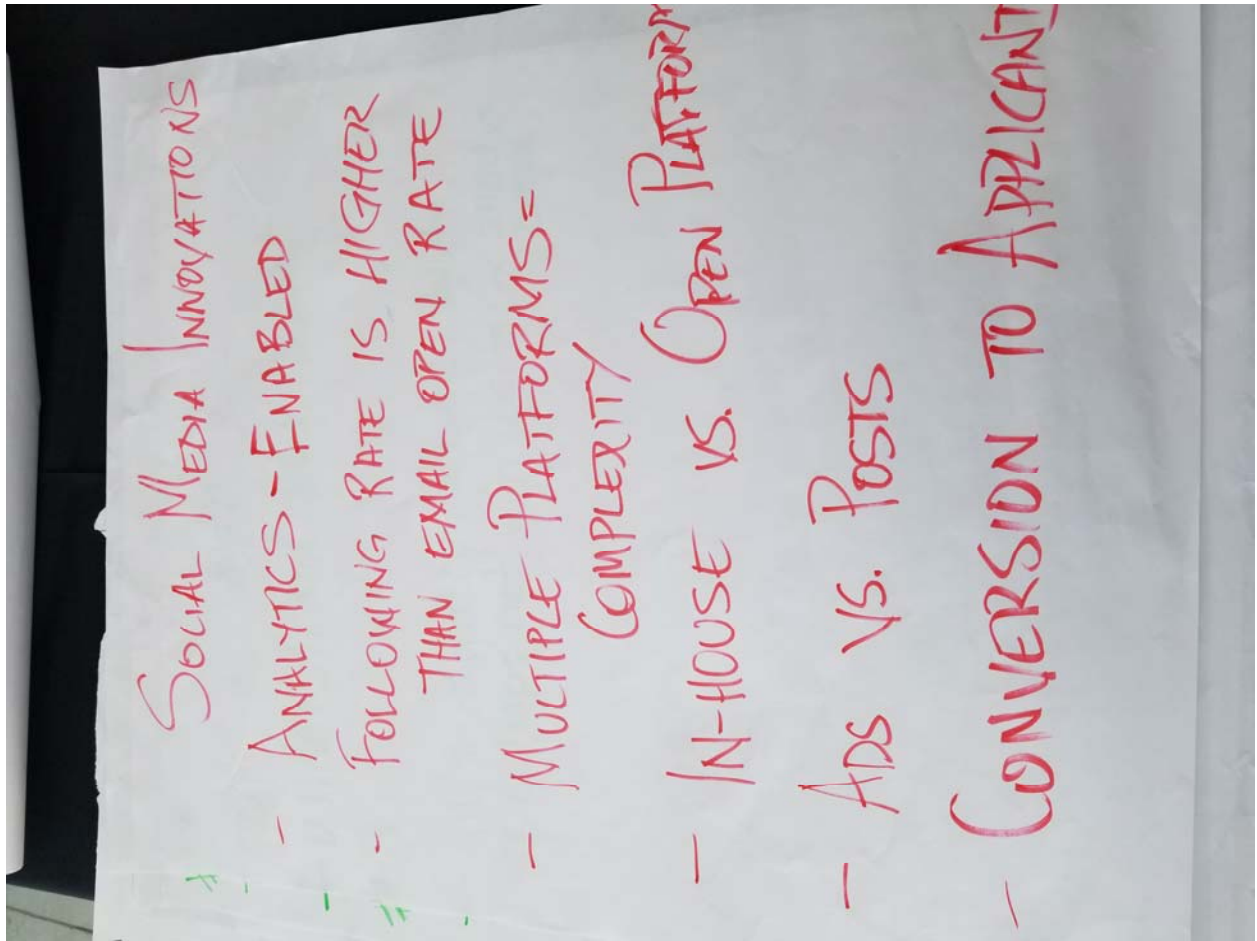 SOCIAL MEDIA INNOVATIONS
- ANALYTICS-ENABLED
- FOLLOWING RATE IS HIGHER
THAN EMAIL OPEN RATE
- MULTIPLE PLATFORMS=
COMPLEXITY
- IN-HOUSE VS. OPEN PLATFORM
- ADS VS. POSTS
- CONVERSION TO APPLICANT